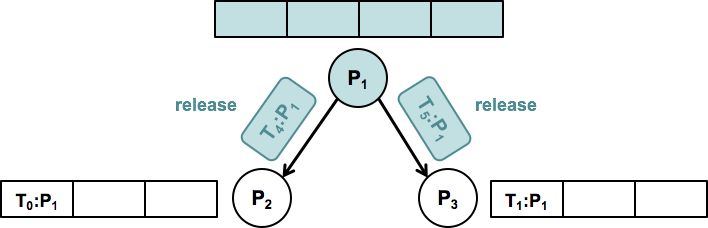 P1
release
T4:P1
T5:P1
release
T0:P1
P2
P3
T1:P1